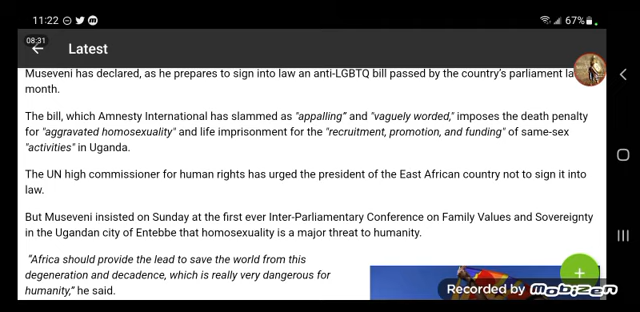 11:22
67%
08:31
Latest
Museveni has declared, as he prepares to sign into law an anti-LGBTQ bill passed by the country's parliament
month.
The bill, which Amnesty International has slammed as "appalling" and "vaguely worded," imposes the death penalty
for "aggravated homosexuality" and life imprisonment for the "recruitment, promotion, and funding" of same-sex
"activities" in Uganda.
The UN high commissioner for human rights has urged the president of the East African country not to sign it into
law.
But Museveni insisted on Sunday at the first ever Inter-Parliamentary Conference on Family Values and Sovereignty
in the Ugandan city of Entebbe that homosexuality is a major threat to humanity.
"Africa should provide the lead to save the world from this
degeneration and decadence, which is really very dangerous for
humanity," he said.
Recorded by Mobizen